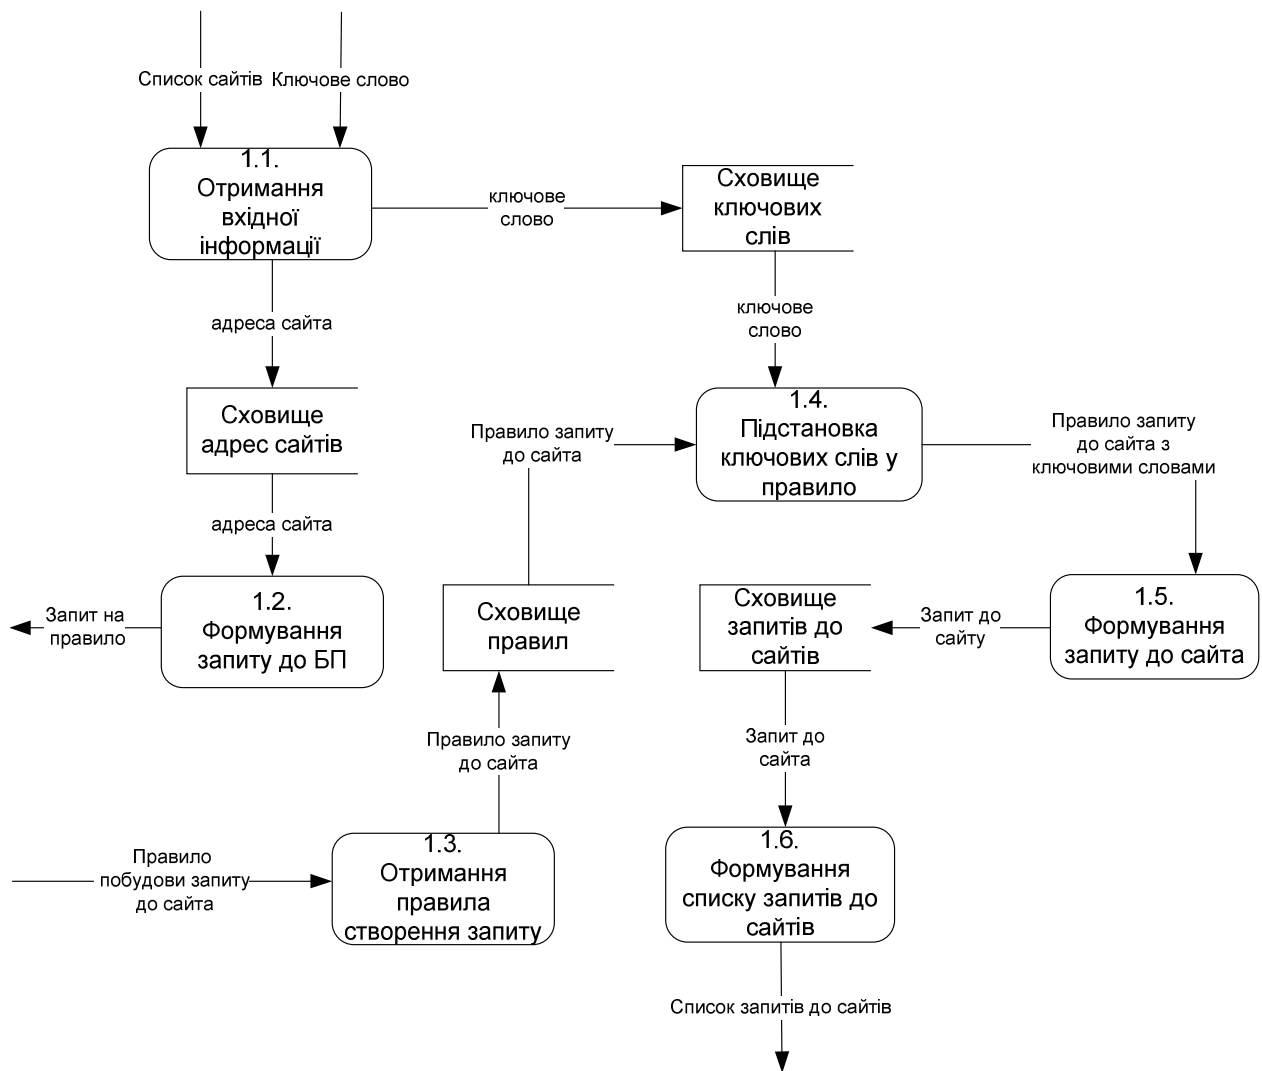 Список сайтів
Ключове слово
1.1.
Отримання
вхідної
інформації
ключове
слово
Сховище
ключових
слів
адреса сайта
ключове
слово
Сховище
адрес сайтів
Правило запиту
до сайта
1.4.
Підстановка
ключових слів у
правило
Правило запиту
до сайта з
ключовими словами
адреса сайта
Запит на
правило
1.2.
Формування
запиту до БП
Сховище
правил
Сховище
запитів до
сайтів
Запит до
сайту
1.5.
Формування
запиту до сайта
Правило запиту
до сайта
Запит до
сайта
Правило
побудови запиту
до сайта
1.3.
Отримання
правила
створення запиту
1.6.
Формування
списку запитів до
сайтів
Список запитів до сайтів